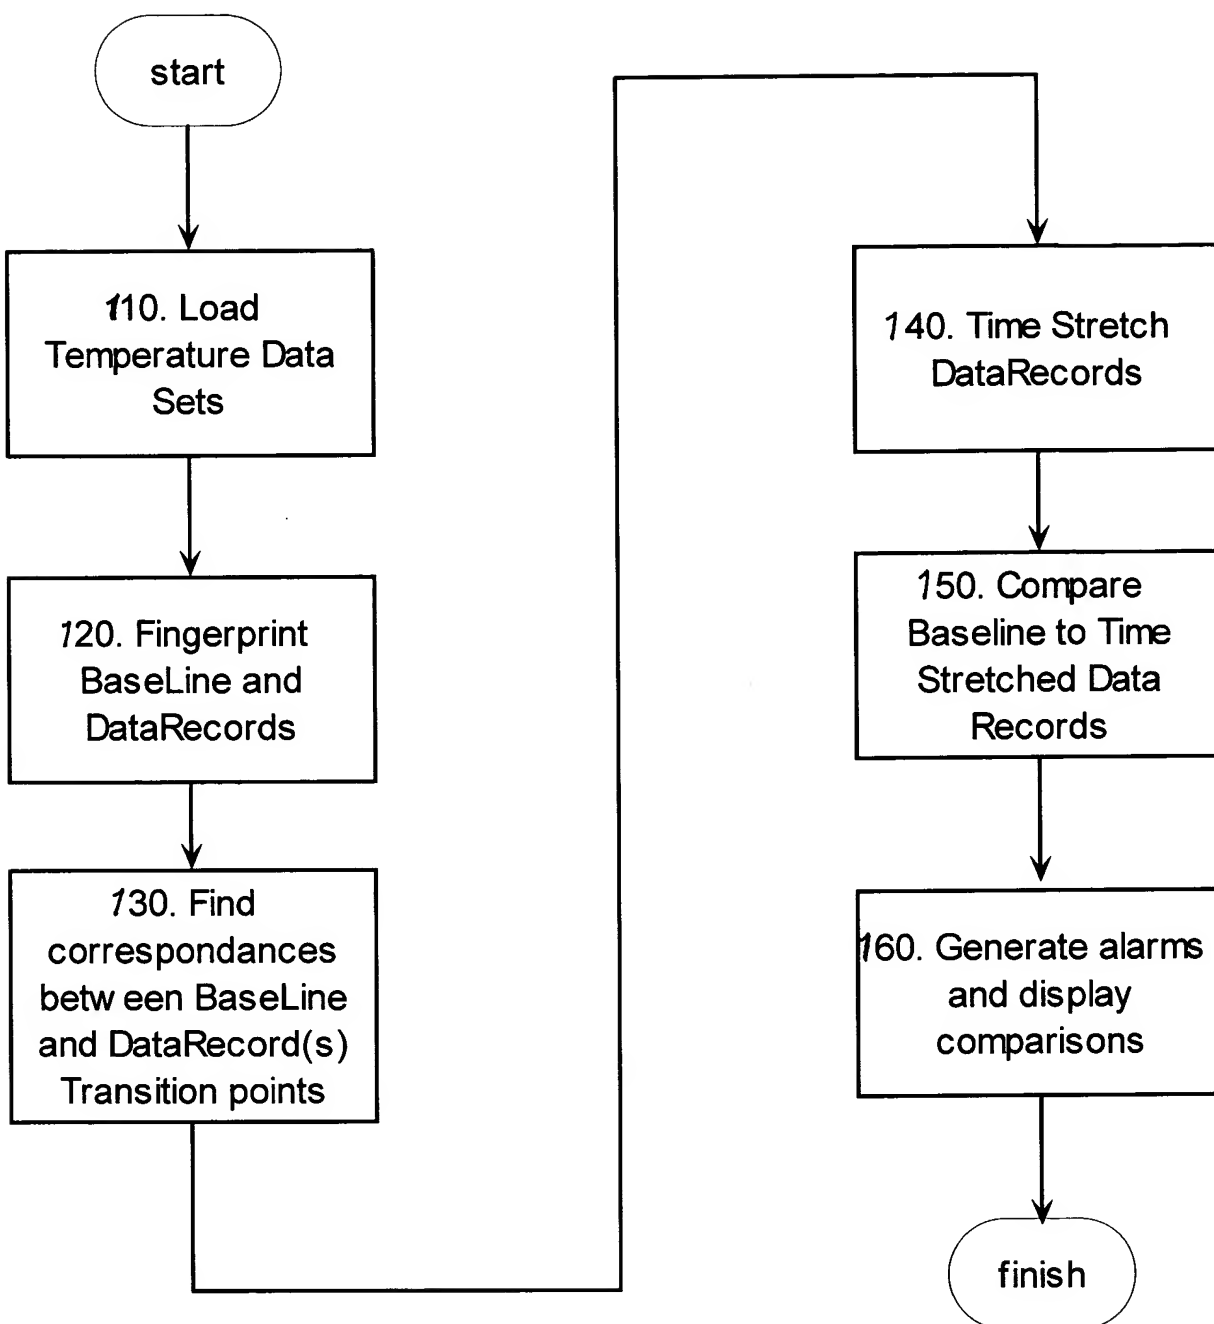 start
110. Load
Temperature Data
Sets
120. Fingerprint
BaseLine and
DataRecords
130. Find
correspondances
between BaseLine
and DataRecord(s)
Transition points
140. Time Stretch
DataRecords
150. Compare
Baseline to Time
Stretched Data
Records
160. Generate alarms
and display
comparisons
finish